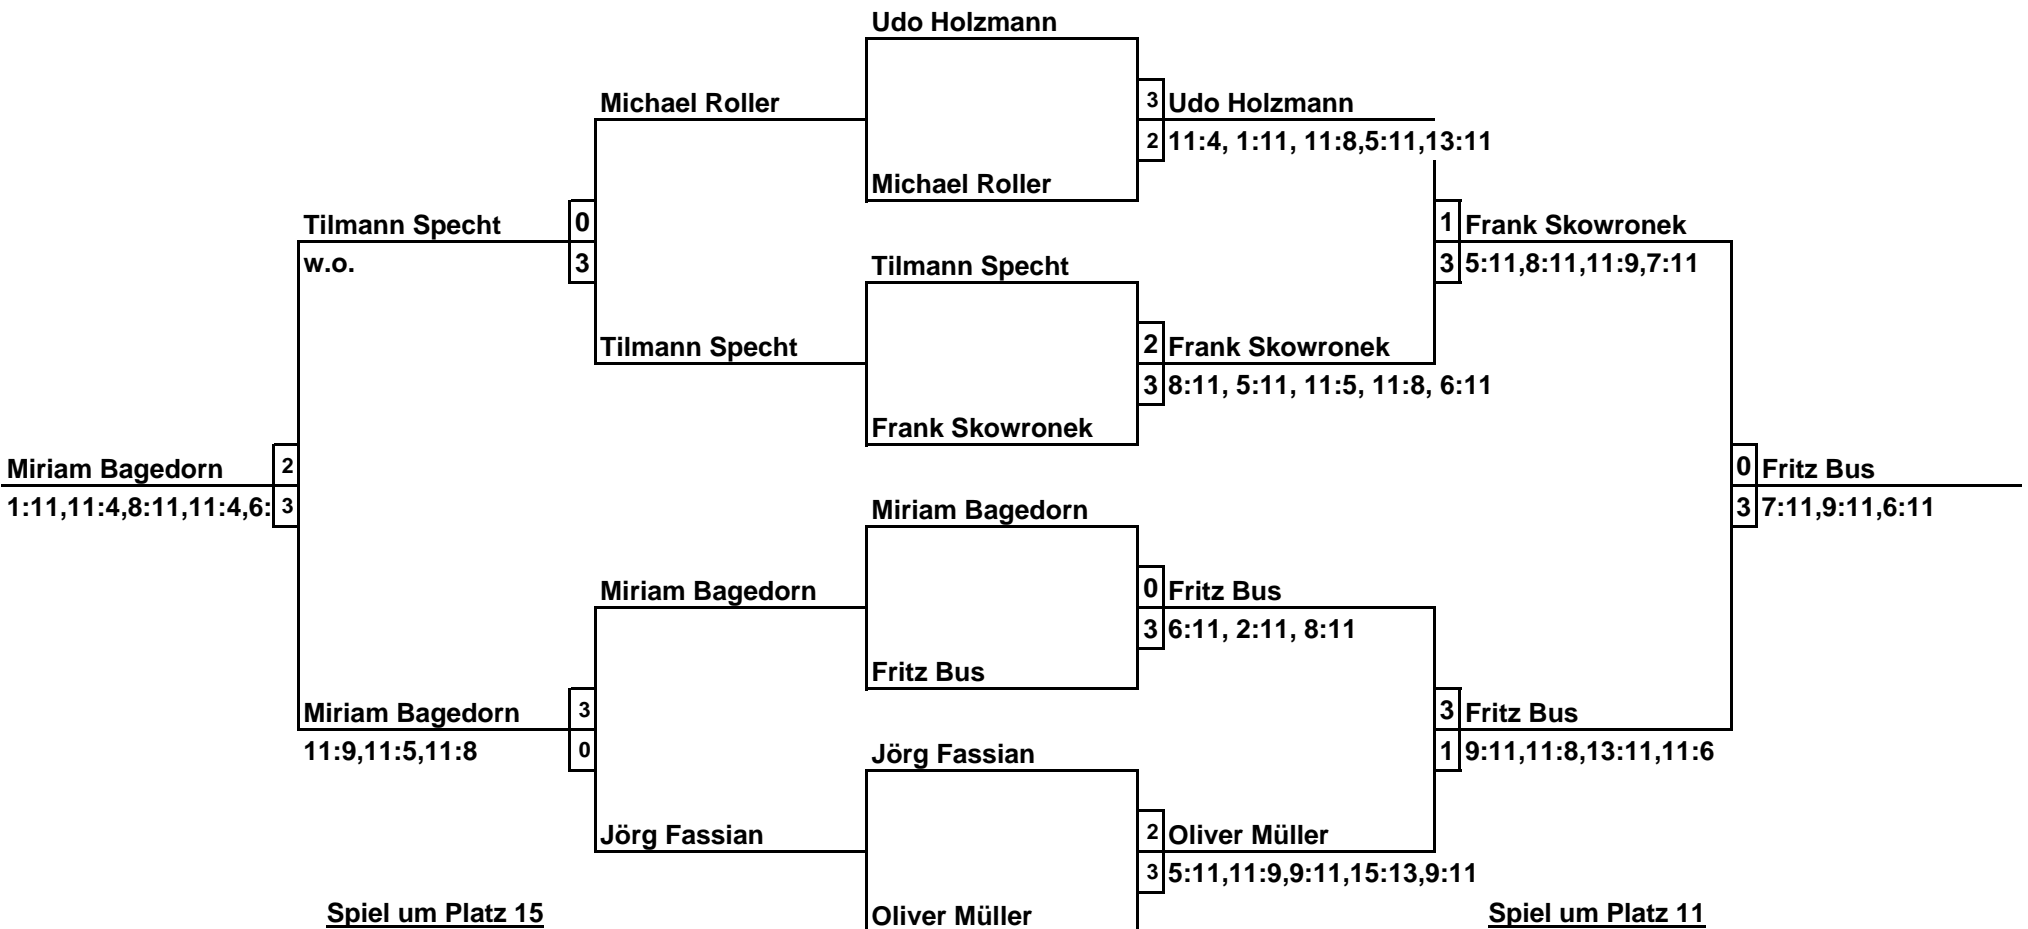 Udo Holzmann
Michael Roller
3 Udo Holzmann
2 11:4, 1:11, 11:8,5:11,13:11
Michael Roller
Tilmann Specht 0
1 Frank Skowronek
w.o. 3
Tilmann Specht
3 5:11,8:11,11:9,7:11
Tilmann Specht
2 Frank Skowronek
3 8:11, 5:11, 11:5, 11:8, 6:11
Frank Skowronek
Miriam Bagedorn 2
0 Fritz Bus
1:11,11:4,8:11,11:4,6: 3
Miriam Bagedorn
3 7:11,9:11,6:11
Miriam Bagedorn
0 Fritz Bus
3 6:11, 2:11, 8:11
Fritz Bus
Miriam Bagedorn 3
3 Fritz Bus
11:9,11:5,11:8 0
Jörg Fassian
1 9:11,11:8,13:11,11:6
Jörg Fassian
2 Oliver Müller
3 5:11,11:9,9:11,15:13,9:11
Spiel um Platz 15
Oliver Müller
Spiel um Platz 11